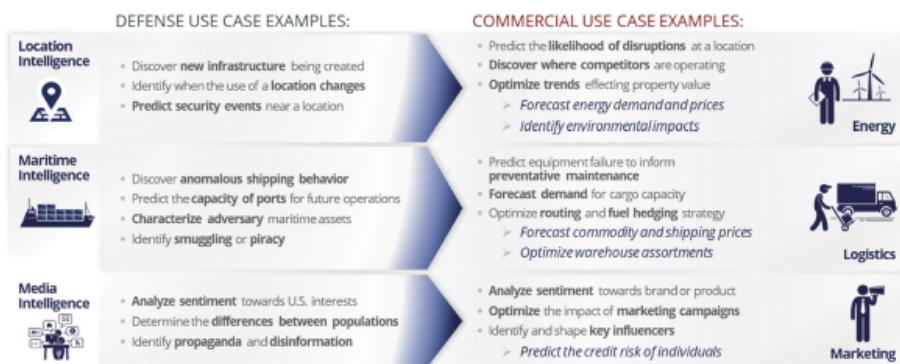 DEFENSE USE CASE EXAMPLES:
COMMERCIAL USE CASE EXAMPLES:
Location
Intelligence
Discover new infrastructure being created
Identify when the use of a location changes
Predict security events near a location
Predict the likelihood of disruptions at a location
Discover where competitors are operating
Optimize trends effecting property value
Forecast energy demand and prices
Identify environmental impacts
Energy
Maritime
Intelligence
Discover anomalous shipping behavior
Predict the capacity of ports for future operations
Characterize adversary maritime assets
Identify smuggling or piracy
Predict equipment failure to inform
preventative maintenance
Forecast demand for cargo capacity
Optimize routing and fuel hedging strategy
Forecast commodity and shipping prices
Optimize warehouse assortments
Logistics
Media
Intelligence
Analyze sentiment towards U.S. interests
Determine the differences between populations
Identify propaganda and disinformation
Analyze sentiment towards brand or product
Optimize the impact of marketing campaigns
Identify and shape key influencers
Predict the credit risk of individuals
Marketing